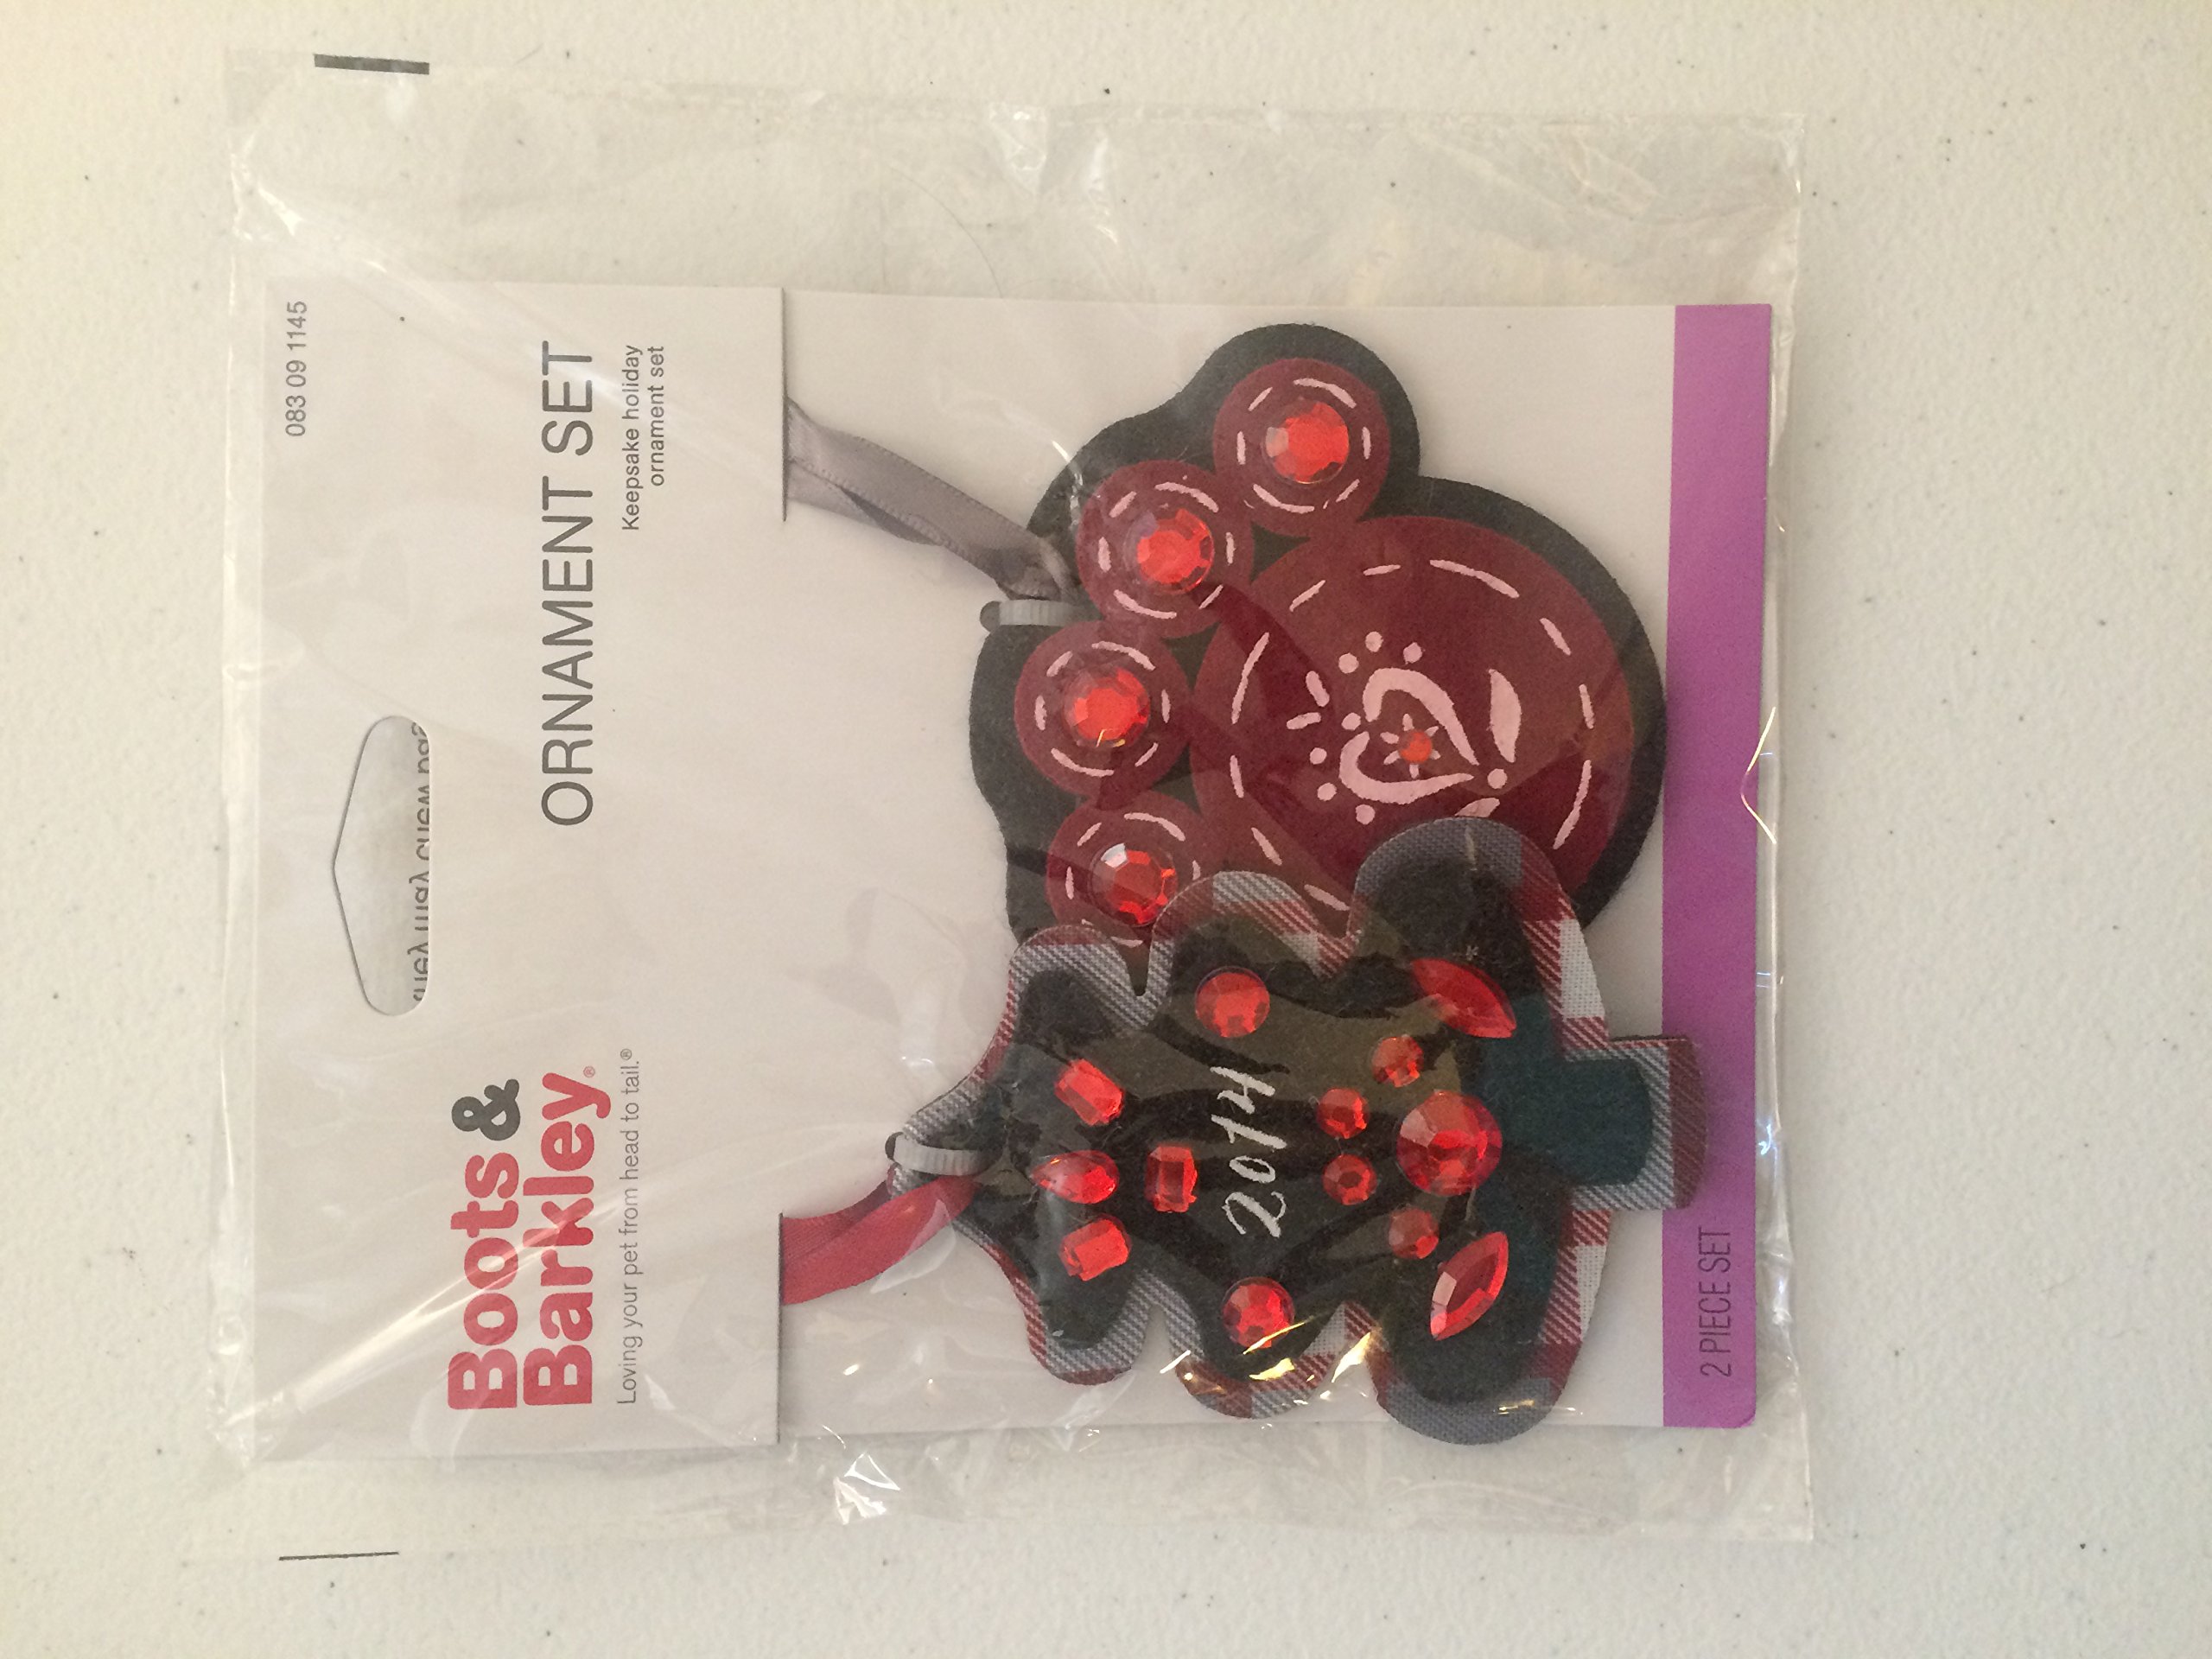 083 09 1145
Boots &
Barkley®
Loving your pet from head to tail.®
ORNAMENT SET
Keepsake holiday
ornament set
2014
2 PIECE SET